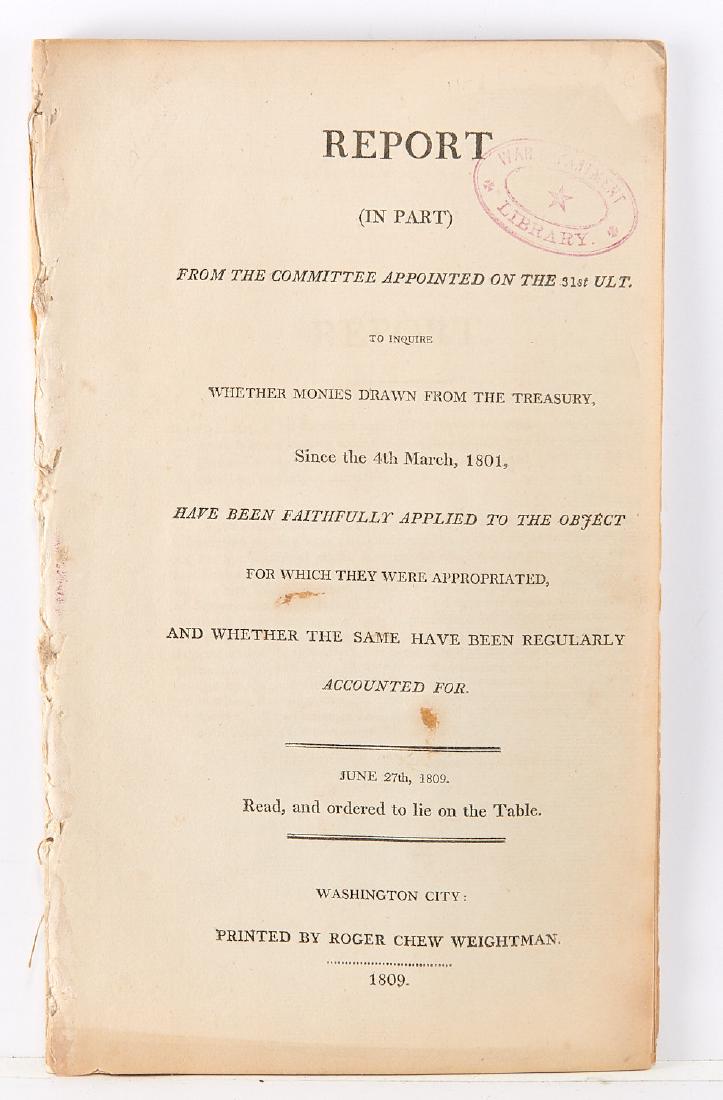 REPORT
WAR DEPARTMENT
LIBRARY.
(IN PART)
FROM THE COMMITTEE APPOINTED ON THE 31st ULT.
TO INQUIRE
WHETHER MONIES DRAWN FROM THE TREASURY,
Since the 4th March, 1801,
HAVE BEEN FAITHFULLY APPLIED TO THE OBJECT
FOR WHICH THEY WERE APPROPRIATED,
AND WHETHER THE SAME HAVE BEEN REGULARLY
ACCOUNTED FOR.
JUNE 27th, 1809.
Read, and ordered to lie on the Table.
WASHINGTON CITY:
PRINTED BY ROGER CHEW WEIGHTMAN.
1809.